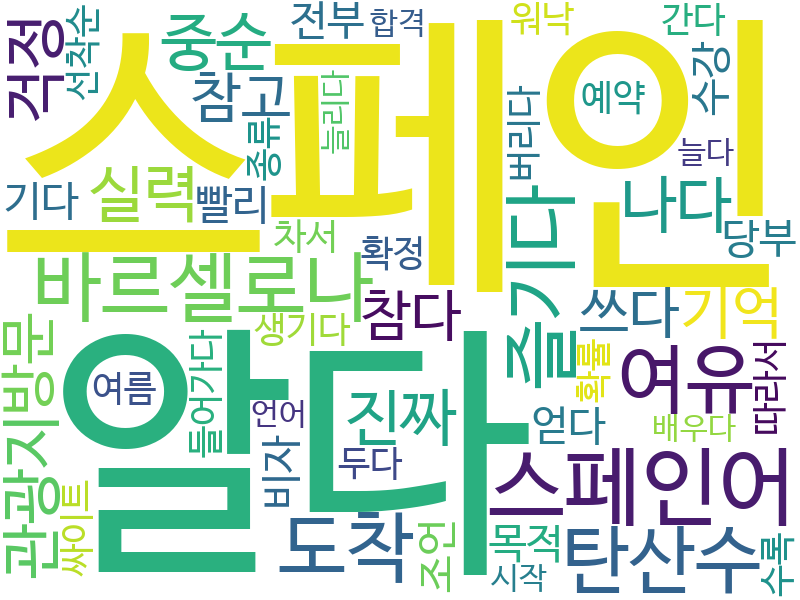 전부
합격
워낙
간다
걱정
선착순
중순
스페인
참고
종류
늘리다
예약
수강
버리다
늘다
기다
실력
빨리
차서
확정
나다
당부
바르셀로나
참다
즐기다
쓰다
기억
생기다
관광지방문
들어가다
여름
알다
진짜
언어
얻다
확률
여유
따라서
배우다
비자
두다
스페인어
싸이트
도착
조언
목적
시작
탄산수
수록